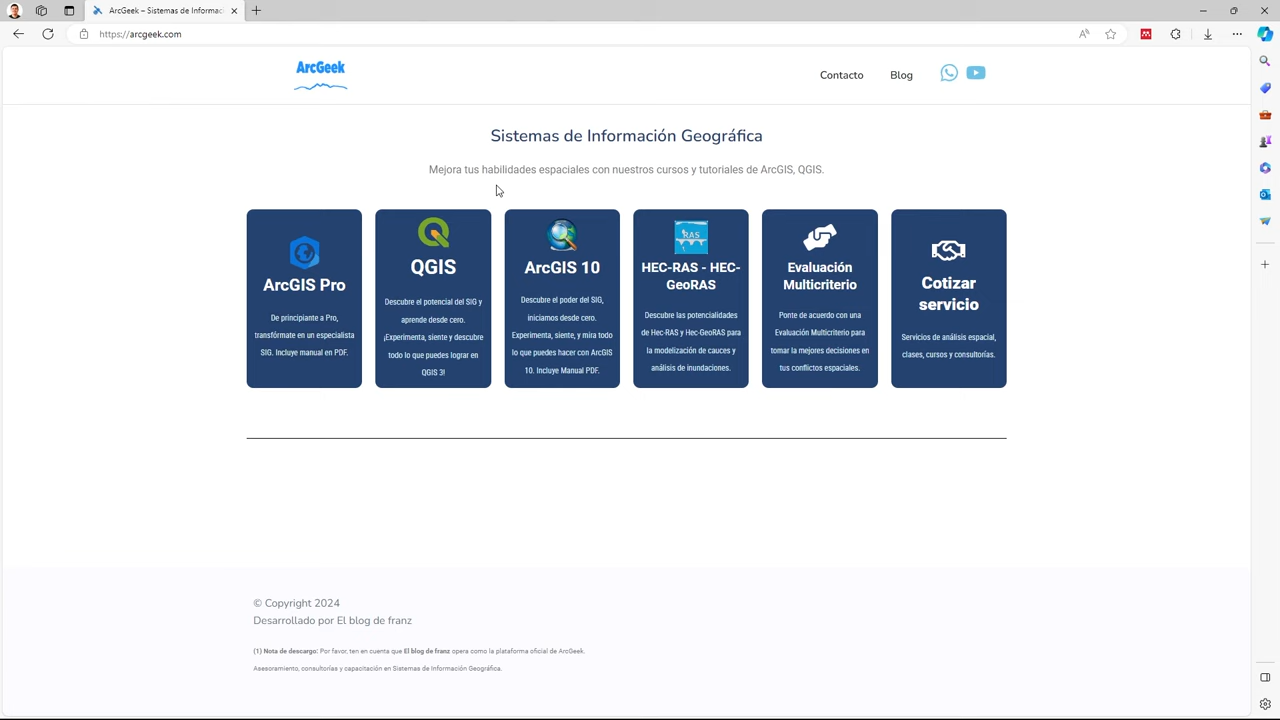 ArcGeek – Sistemas de Informac
https://arcgeek.com
ArcGeek
Contacto
Blog
Sistemas de Información Geográfica
Mejora tus habilidades espaciales con nuestros cursos y tutoriales de ArcGIS, QGIS.
ArcGIS Pro
De principiante a Pro,
transfórmate en un especialista
SIG. Incluye manual en PDF.
QGIS
Descubre el potencial del SIG y
aprende desde cero.
¡Experimenta, siente y descubre
todo lo que puedes lograr en
QGIS 3!
ArcGIS 10
Descubre el poder del SIG,
iniciamos desde cero.
Experimenta, siente, y mira todo
lo que puedes hacer con ArcGIS
10. Incluye Manual PDF.
RAS
HEC-RAS - HEC-
GeoRAS
Descubre las potencialidades
de Hec-RAS y Hec-GeoRAS para
la modelización de cauces y
análisis de inundaciones.
Evaluación
Multicriterio
Ponte de acuerdo con una
Evaluación Multicriterio para
tomar la mejores decisiones en
tus conflictos espaciales.
Cotizar
servicio
Servicios de análisis espacial,
clases, cursos y consultorías.
© Copyright 2024
Desarrollado por El blog de franz
(1) Nota de descargo: Por favor, ten en cuenta que El blog de franz opera como la plataforma oficial de ArcGeek.
Asesoramiento, consultorías y capacitación en Sistemas de Información Geográfica.